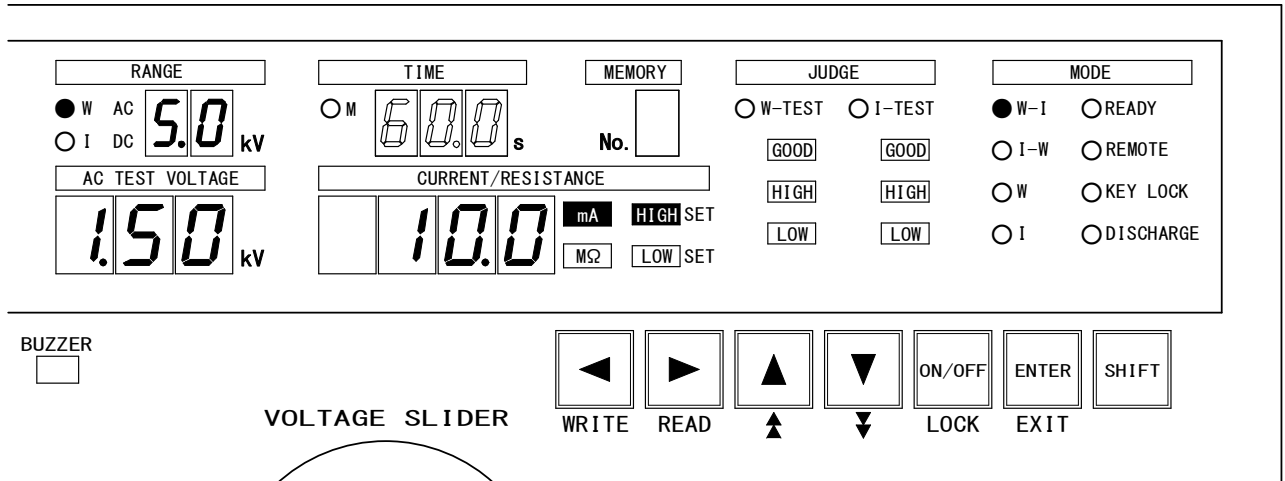 RANGE TIME MEMORY JUDGE MODE
W AC 5.0 kV M 60.0 s No. W-TEST I-TEST W-I READY
I DC GOOD GOOD I-W REMOTE
AC TEST VOLTAGE CURRENT/RESISTANCE HIGH HIGH W KEY LOCK
1.50 kV 10.0 mA HIGH SET LOW LOW I DISCHARGE
MΩ LOW SET
BUZZER
ON/OFF ENTER SHIFT
VOLTAGE SLIDER WRITE READ LOCK EXIT